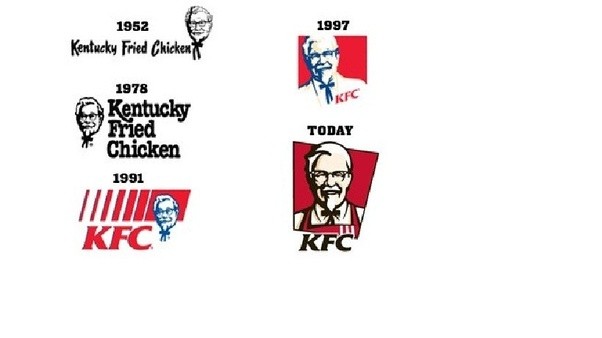 1952
Kentucky Fried Chicken
1978
Kentucky
Fried
Chicken
1991
KFC
1997
KFC
TODAY
KFC